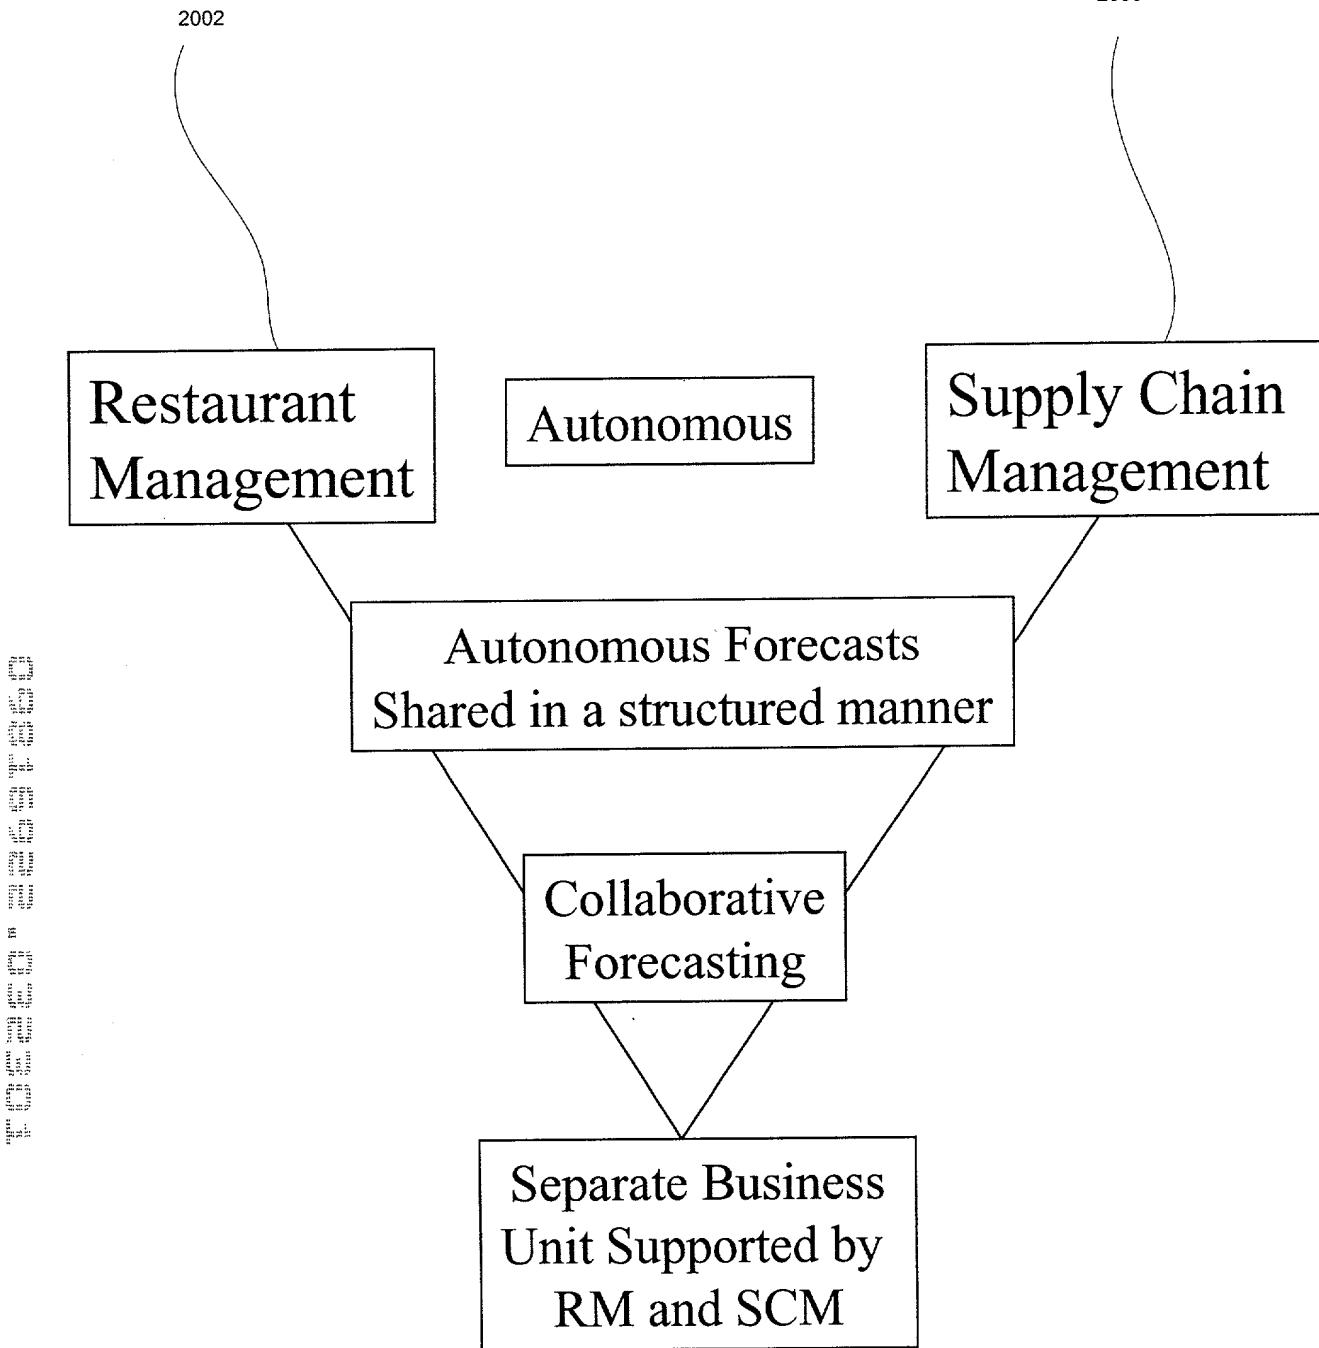 2002
Restaurant
Management
Autonomous
Supply Chain
Management
Autonomous Forecasts
Shared in a structured manner
Collaborative
Forecasting
Separate Business
Unit Supported by
RM and SCM